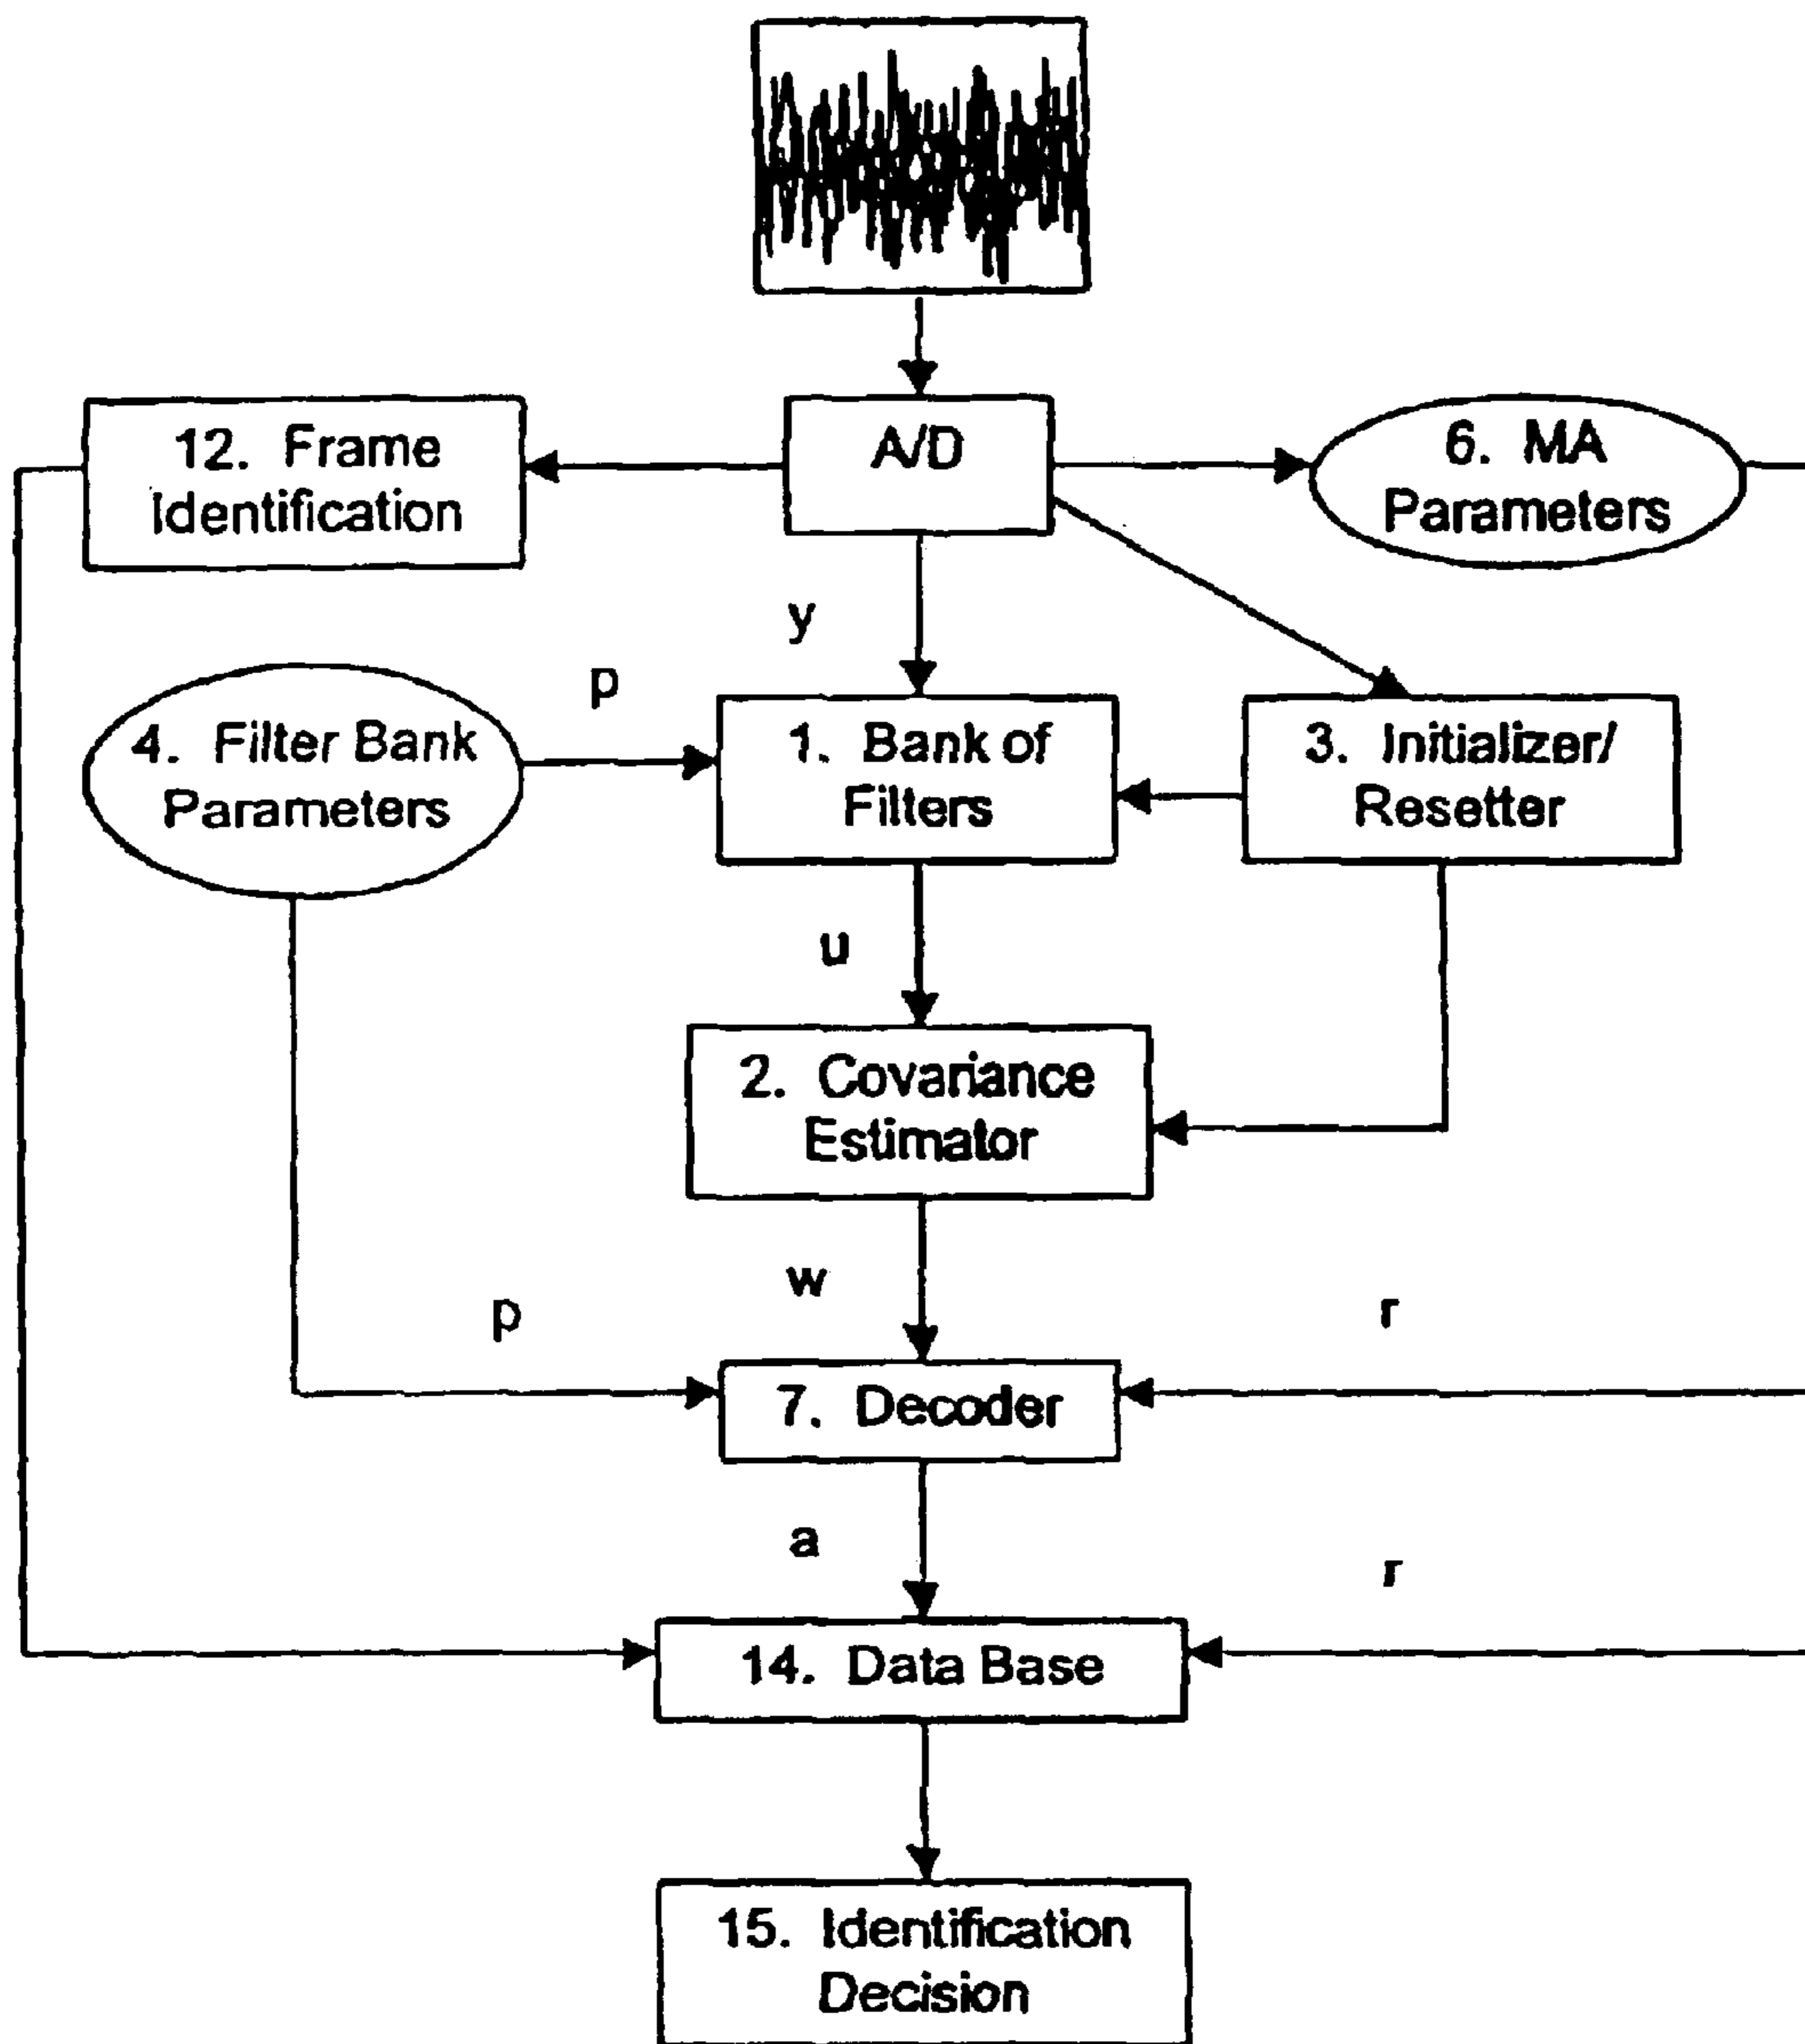 A/D
12. Frame
Identification
6. MA
Parameters
y
p
4. Filter Bank
Parameters
1. Bank of
Filters
3. Initializer/
Resetter
u
2. Covariance
Estimator
w
p
r
7. Decoder
a
r
14. Data Base
15. Identification
Decision